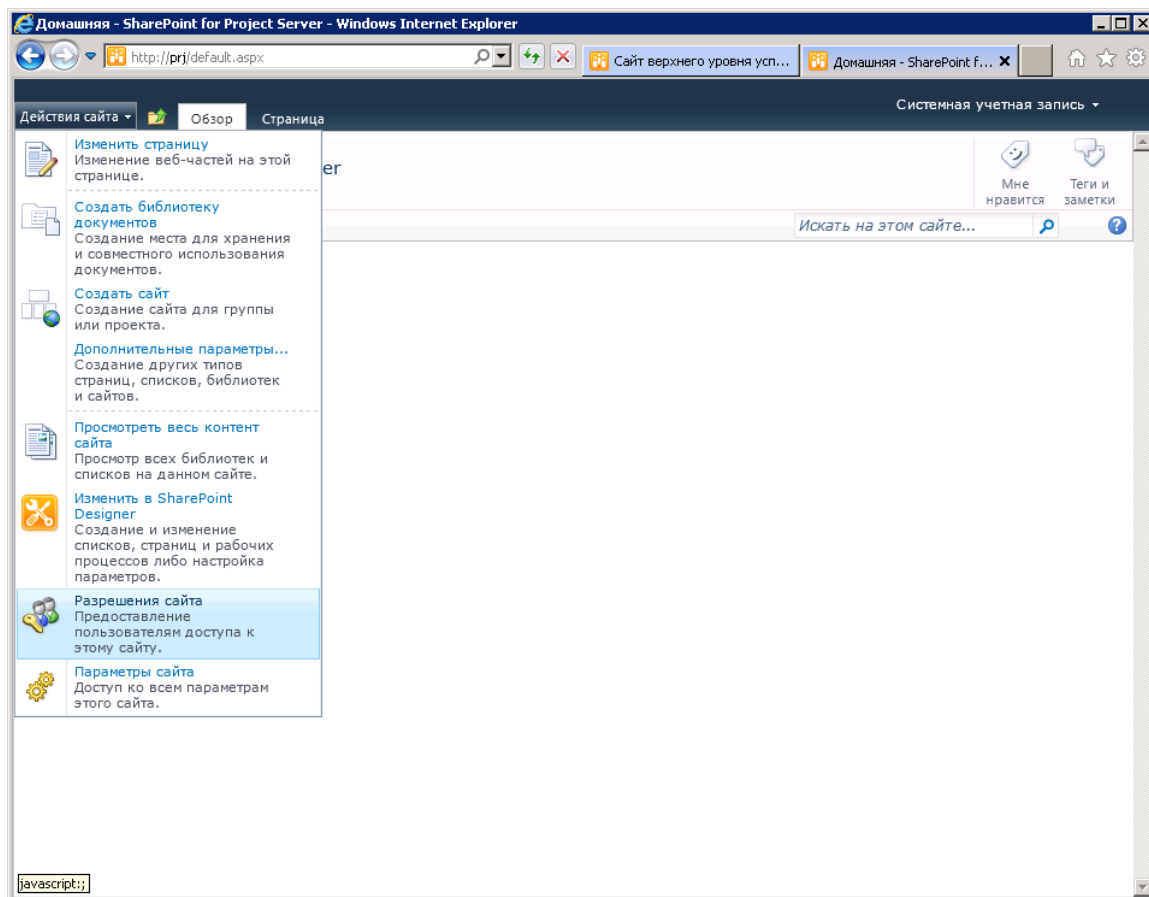 Домашняя - SharePoint for Project Server - Windows Internet Explorer
http://prj/default.aspx
Сайт верхнего уровня усп...
Домашняя - SharePoint f...
Системная учетная запись
Действия сайта
Обзор
Страница
Изменить страницу
Изменение веб-частей на этой
странице.
er
Мне
нравится
Теги и
заметки
Искать на этом сайте...
Создать библиотеку
документов
Создание места для хранения
и совместного использования
документов.
Создать сайт
Создание сайта для группы
или проекта.
Дополнительные параметры...
Создание других типов
страниц, списков, библиотек
и сайтов.
Просмотреть весь контент
сайта
Просмотр всех библиотек и
списков на данном сайте.
Изменить в SharePoint
Designer
Создание и изменение
списков, страниц и рабочих
процессов либо настройка
параметров.
Разрешения сайта
Предоставление
пользователям доступа к
этому сайту.
Параметры сайта
Доступ ко всем параметрам
этого сайта.
javascript:;